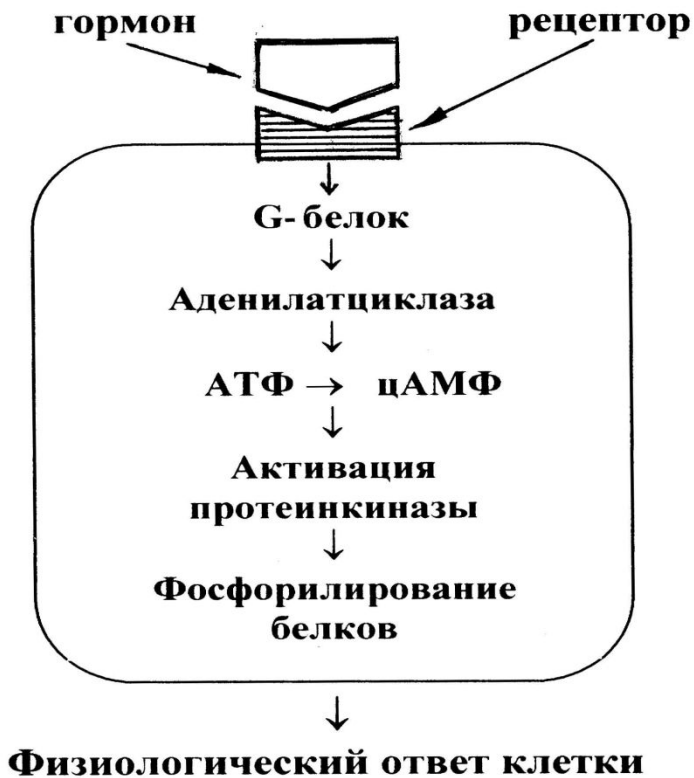 гормон
рецептор
G- белок
Аденилатциклаза
АТФ → цАМФ
Активация
протеинкиназы
Фосфорилирование
белков
Физиологический ответ клетки